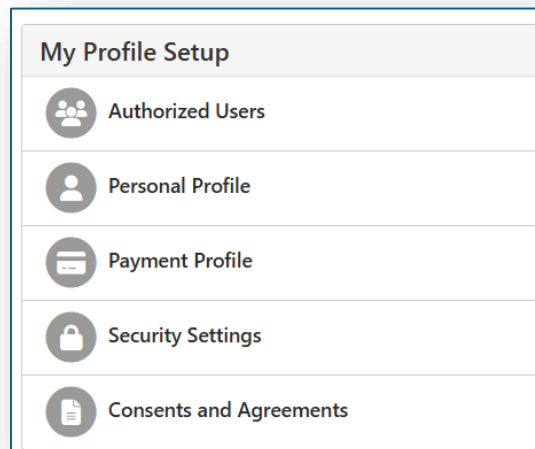 My Profile Setup
Authorized Users
Personal Profile
Payment Profile
Security Settings
Consents and Agreements